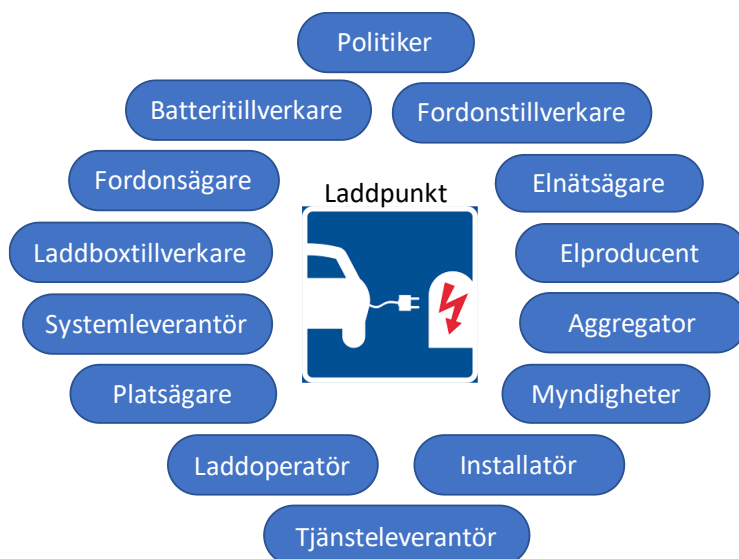 Politiker
Batteritillverkare
Fordonstillverkare
Fordonsägare
Elnätsägare
Laddpunkt
Laddboxtillverkare
Elproducent
Systemleverantör
Aggregator
Platsägare
Myndigheter
Laddoperatör
Installatör
Tjänsteleverantör